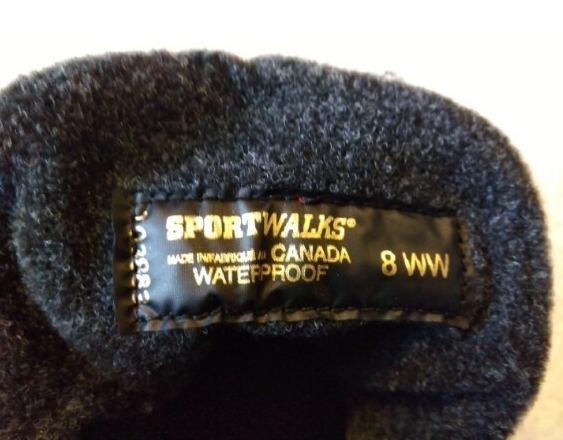 SPORTWALKS®
MADE IN/FABRIQUÉ AU CANADA
WATERPROOF
8 WW